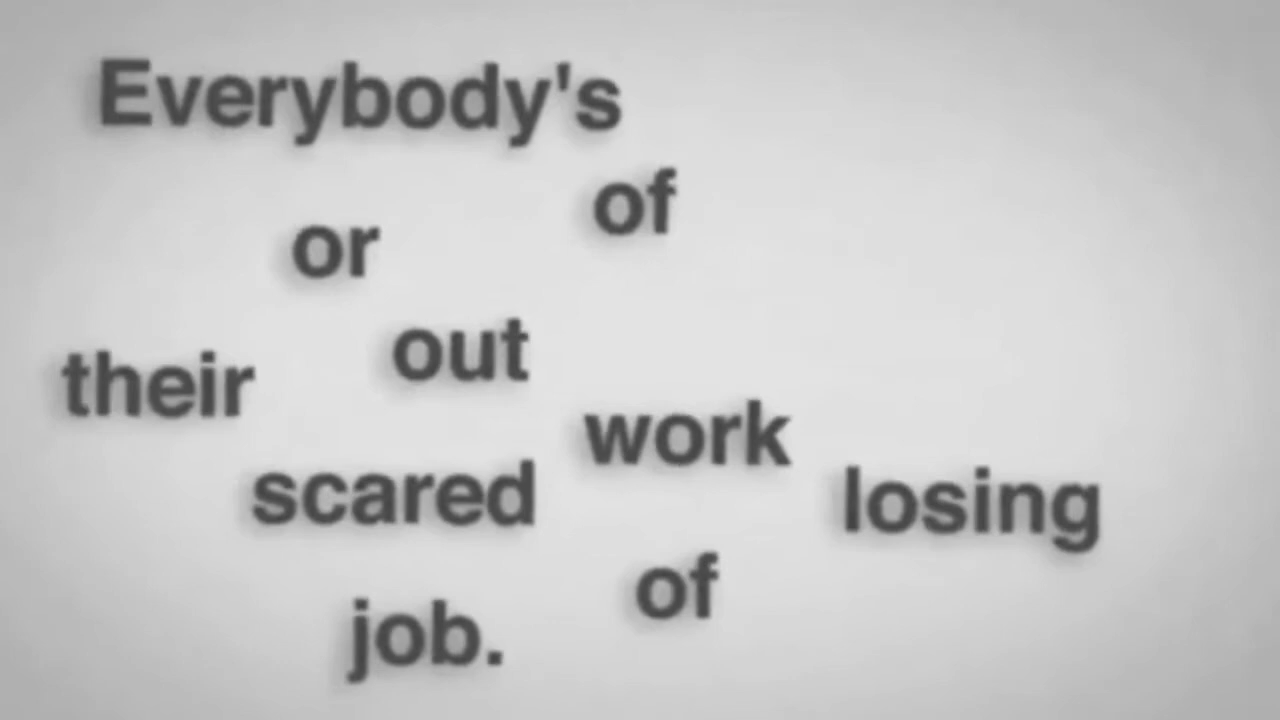 Everybody's
of
or
out
their
work
scared
losing
of
job.